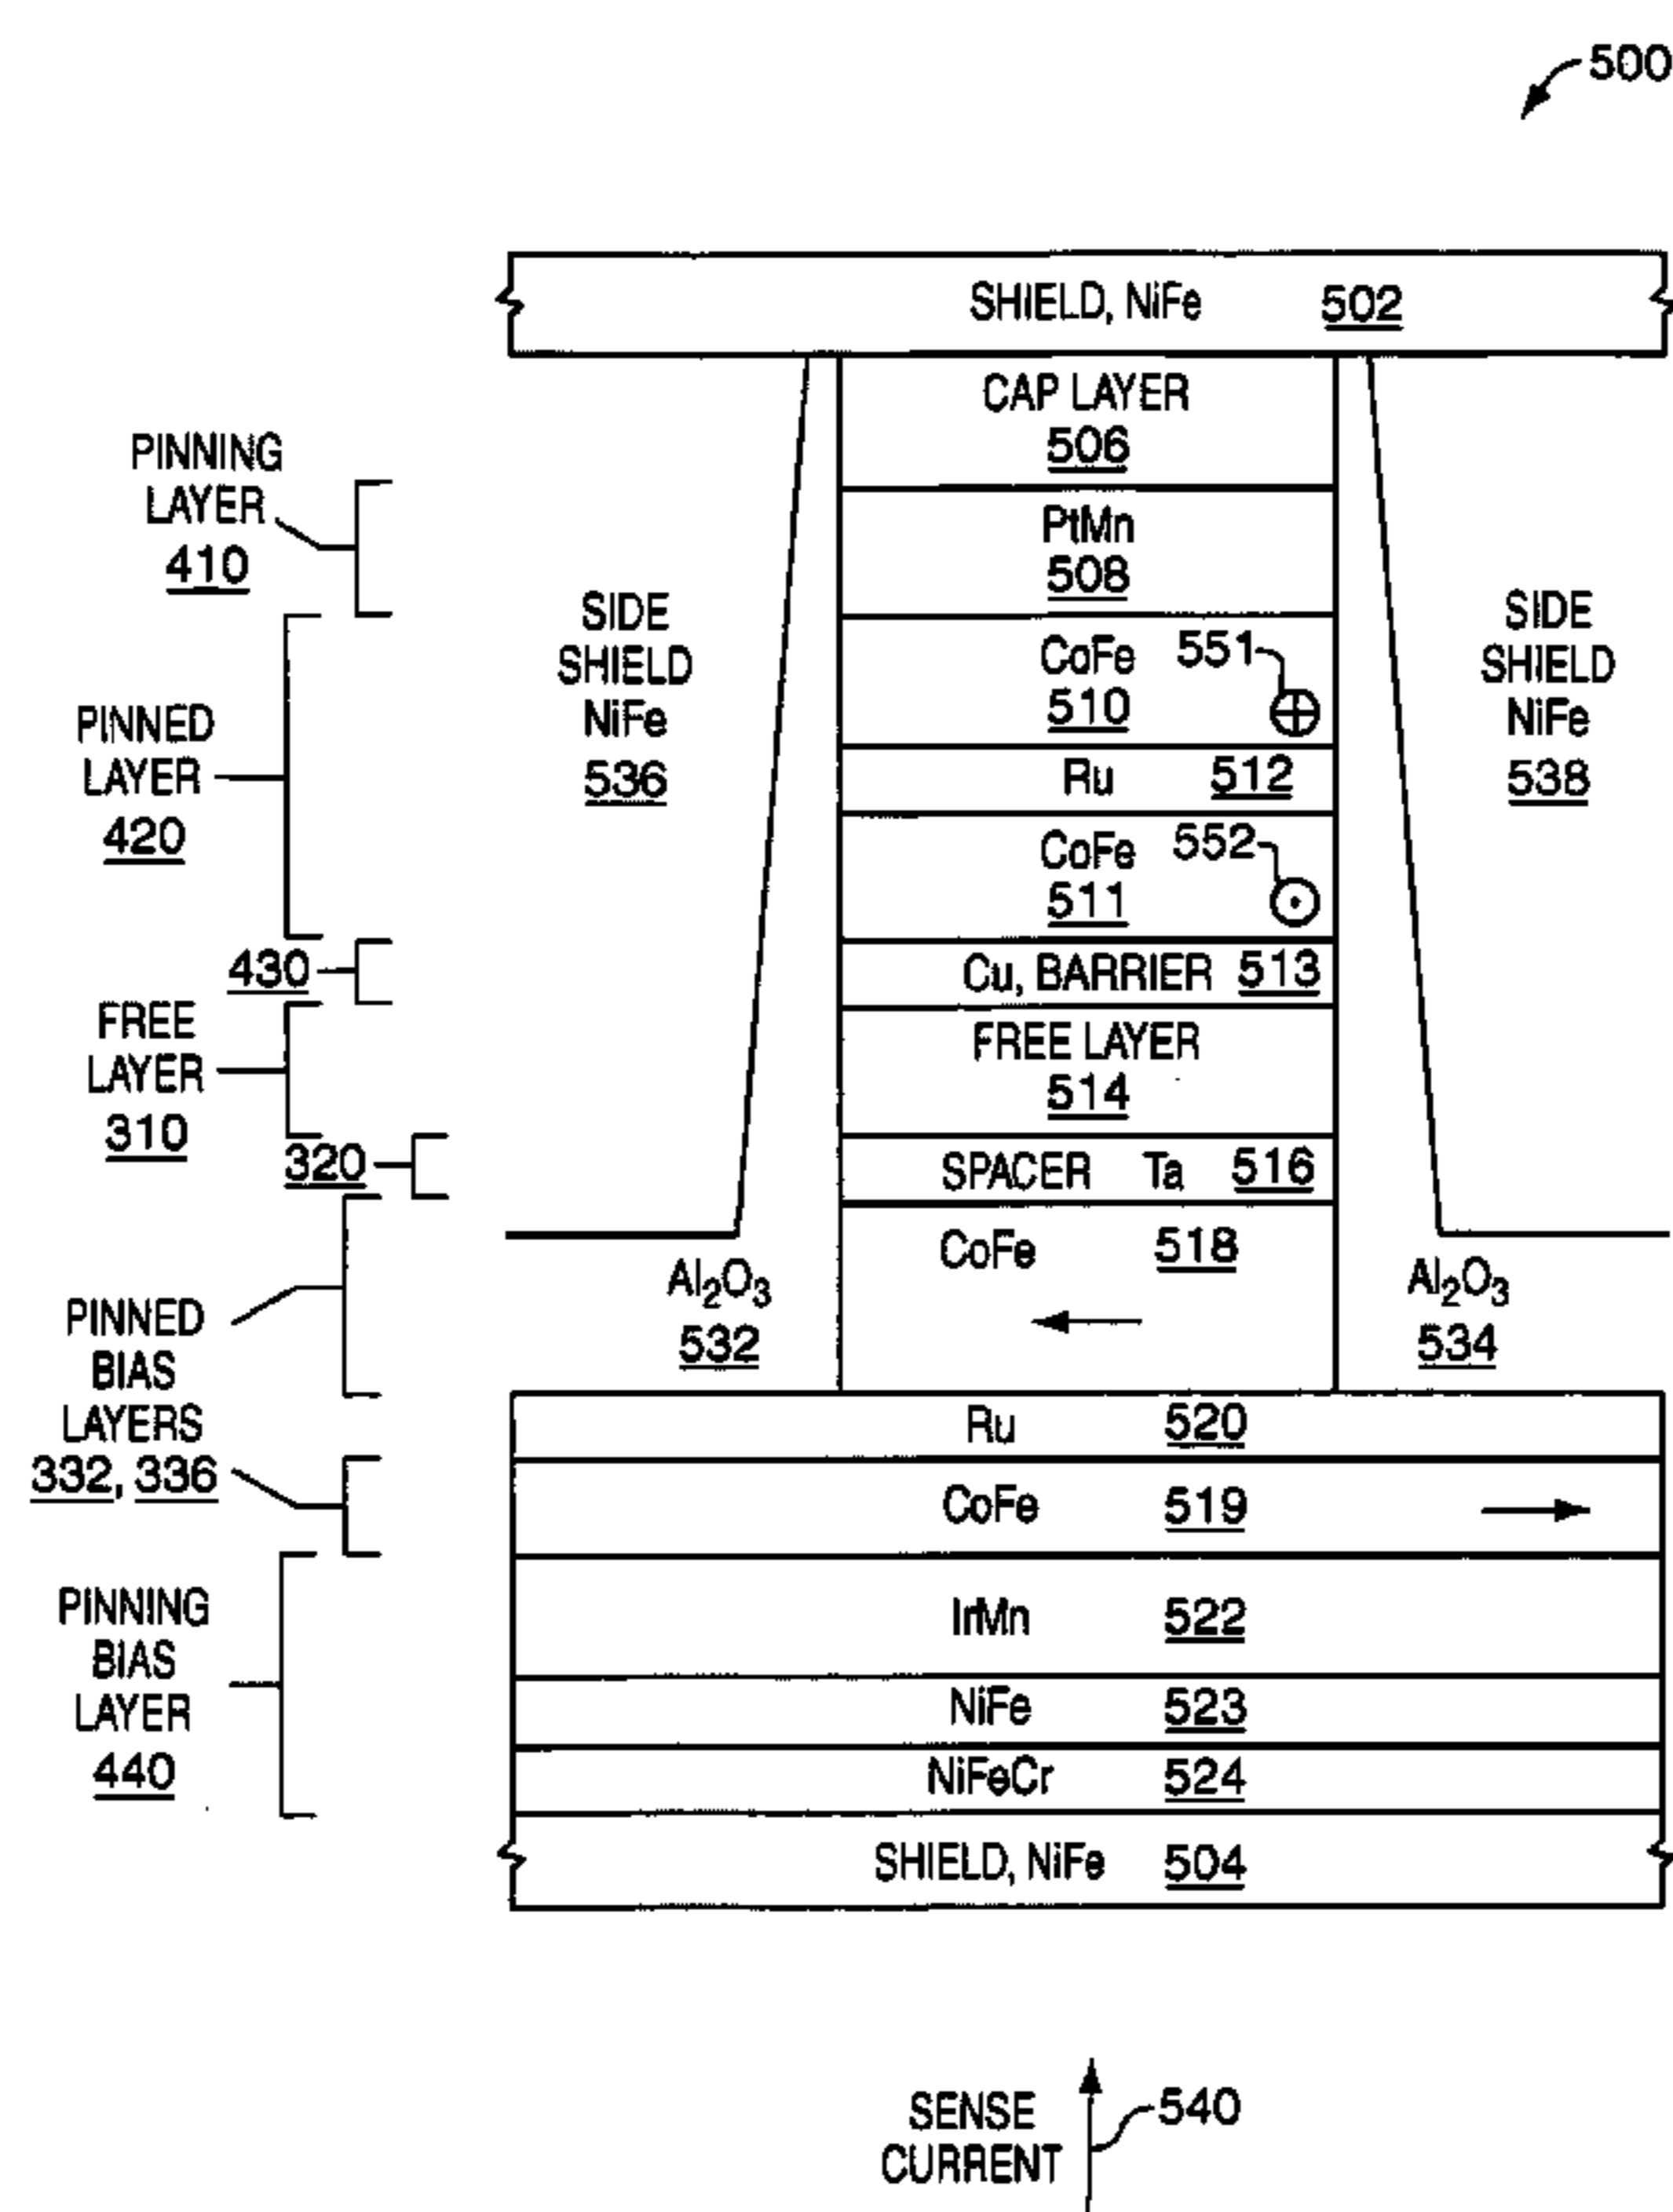 500
SHIELD, NiFe 502
CAP LAYER
506
PINNING
LAYER
410
PtMn
508
SIDE
SHIELD
NiFe
536
CoFe 551
510
SIDE
SHIELD
NiFe
538
PINNED
LAYER
420
Ru 512
CoFe 552
511
430
Cu, BARRIER 513
FREE
LAYER
310
FREE LAYER
514
320
SPACER Ta 516
CoFe 518
Al₂O₃
532
Al₂O₃
534
PINNED
BIAS
LAYERS
332, 336
Ru 520
CoFe 519
PINNING
BIAS
LAYER
440
IrMn 522
NiFe 523
NiFeCr 524
SHIELD, NiFe 504
SENSE
CURRENT
540